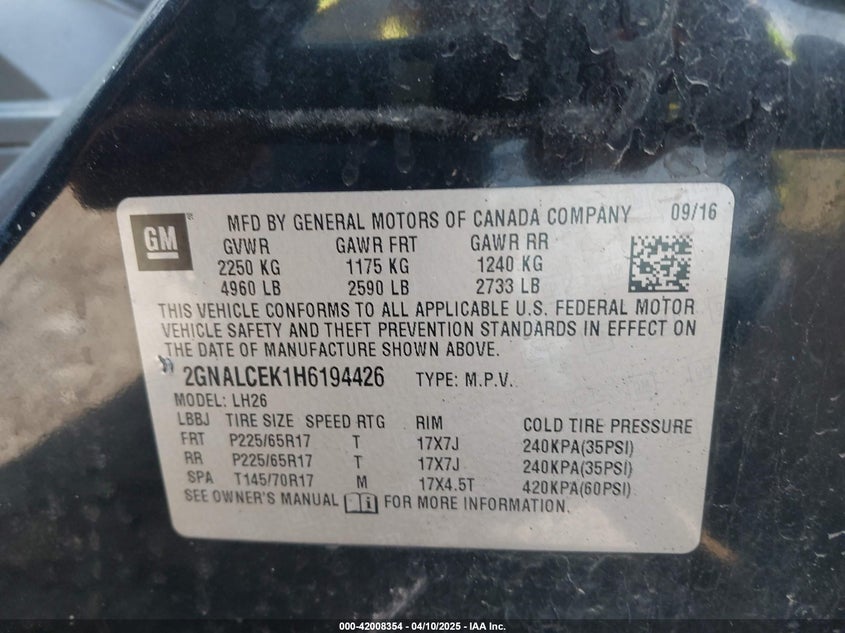 GM
MFD BY GENERAL MOTORS OF CANADA COMPANY 09/16
GVWR GAWR FRT GAWR RR
2250 KG 1175 KG 1240 KG
4960 LB 2590 LB 2733 LB
THIS VEHICLE CONFORMS TO ALL APPLICABLE U.S. FEDERAL MOTOR
VEHICLE SAFETY AND THEFT PREVENTION STANDARDS IN EFFECT ON
THE DATE OF MANUFACTURE SHOWN ABOVE.
2GNALCEK1H6194426 TYPE: M.P.V.
MODEL: LH26
LBBJ TIRE SIZE SPEED RTG RIM COLD TIRE PRESSURE
FRT P225/65R17 T 17X7J 240KPA(35PSI)
RR P225/65R17 T 17X7J 240KPA(35PSI)
SPA T145/70R17 M 17X4.5T 420KPA(60PSI)
SEE OWNER'S MANUAL FOR MORE INFORMATION.
000-42008354 - 04/10/2025 - IAA Inc.